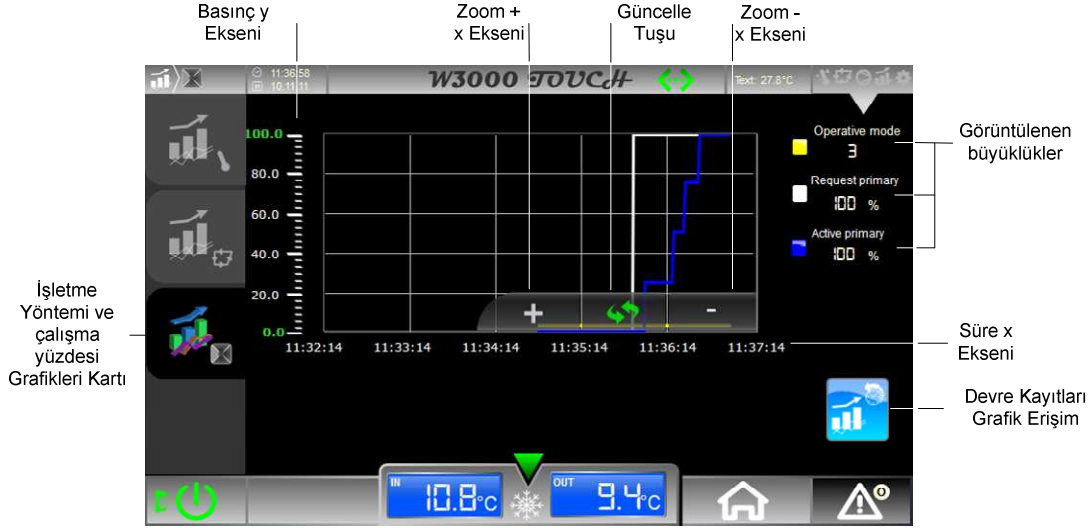 Basınç y
Ekseni
Zoom +
x Ekseni
Güncelle
Tuşu
Zoom -
x Ekseni
11:36:58
10.11.11
W3000 TOUCH
Text 27.8°C
100.0
80.0
60.0
40.0
20.0
0.0
Operative mode
3
Request primary
100 %
Active primary
100 %
Görüntülenen
büyüklükler
İşletme
Yöntemi ve
çalışma
yüzdesi
Grafikleri Kartı
+
-
11:32:14 11:33:14 11:34:14 11:35:14 11:36:14 11:37:14
Süre x
Ekseni
Devre Kayıtları
Grafik Erişim
IN
10.8°C
OUT
9.4°C
0